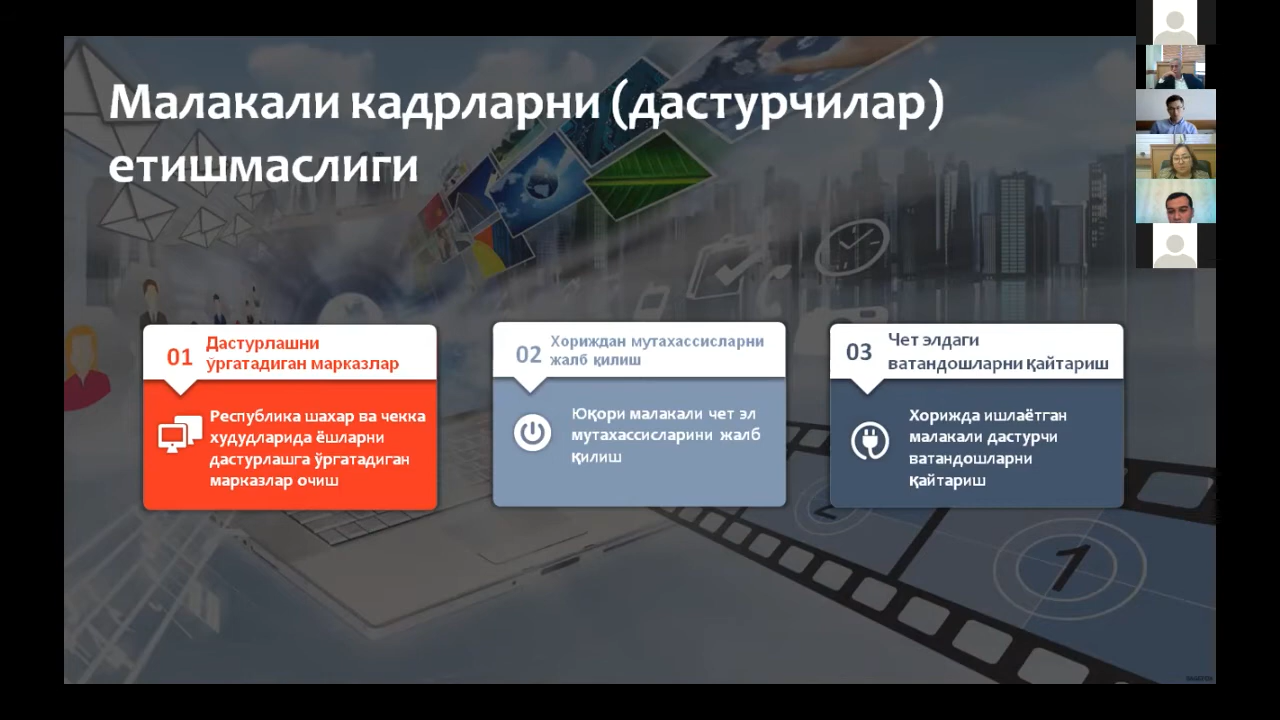 Малакали кадрларни (дастурчилар)
етишмаслиги
01
Дастурлашни
ўргатадиган марказлар
Республика шахар ва чекка
худудларида ёшларни
дастурлашга ўргатадиган
марказлар очиш
02
Хориждан мутахассисларни
жалб қилиш
Юқори малакали чет эл
мутахассисларини жалб
қилиш
03
Чет элдаги
ватандошларни қайтариш
Хорижда ишлаётган
малакали дастурчи
ватандошларни
қайтариш
2
1